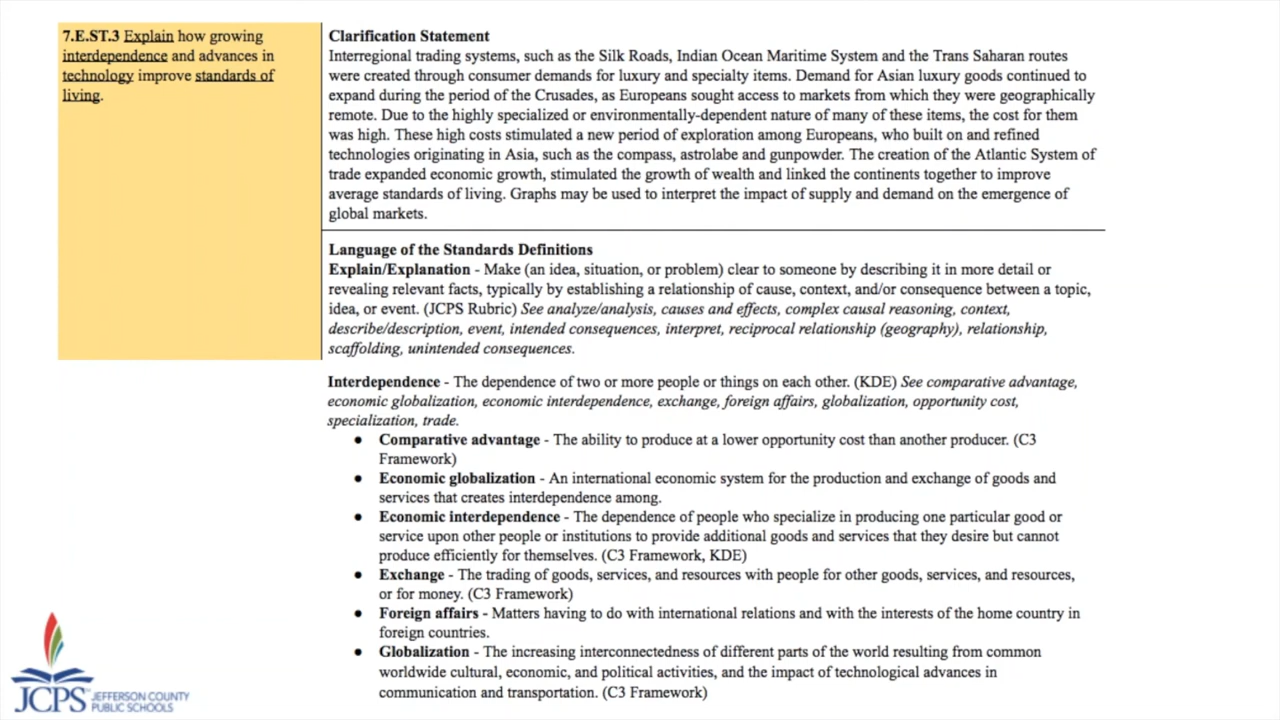 7.E.ST.3 Explain how growing
interdependence and advances in
technology improve standards of
living.
Clarification Statement
Interregional trading systems, such as the Silk Roads, Indian Ocean Maritime System and the Trans Saharan routes
were created through consumer demands for luxury and specialty items. Demand for Asian luxury goods continued to
expand during the period of the Crusades, as Europeans sought access to markets from which they were geographically
remote. Due to the highly specialized or environmentally-dependent nature of many of these items, the cost for them
was high. These high costs stimulated a new period of exploration among Europeans, who built on and refined
technologies originating in Asia, such as the compass, astrolabe and gunpowder. The creation of the Atlantic System of
trade expanded economic growth, stimulated the growth of wealth and linked the continents together to improve
average standards of living. Graphs may be used to interpret the impact of supply and demand on the emergence of
global markets.
Language of the Standards Definitions
Explain/Explanation - Make (an idea, situation, or problem) clear to someone by describing it in more detail or
revealing relevant facts, typically by establishing a relationship of cause, context, and/or consequence between a topic,
idea, or event. (JCPS Rubric) See analyze/analysis, causes and effects, complex causal reasoning, context,
describe/description, event, intended consequences, interpret, reciprocal relationship (geography), relationship,
scaffolding, unintended consequences.
Interdependence - The dependence of two or more people or things on each other. (KDE) See comparative advantage,
economic globalization, economic interdependence, exchange, foreign affairs, globalization, opportunity cost,
specialization, trade.
● Comparative advantage - The ability to produce at a lower opportunity cost than another producer. (C3
Framework)
● Economic globalization - An international economic system for the production and exchange of goods and
services that creates interdependence among.
● Economic interdependence - The dependence of people who specialize in producing one particular good or
service upon other people or institutions to provide additional goods and services that they desire but cannot
produce efficiently for themselves. (C3 Framework, KDE)
● Exchange - The trading of goods, services, and resources with people for other goods, services, and resources,
or for money. (C3 Framework)
● Foreign affairs - Matters having to do with international relations and with the interests of the home country in
foreign countries.
● Globalization - The increasing interconnectedness of different parts of the world resulting from common
worldwide cultural, economic, and political activities, and the impact of technological advances in
communication and transportation. (C3 Framework)
JCPS JEFFERSON COUNTY
PUBLIC SCHOOLS